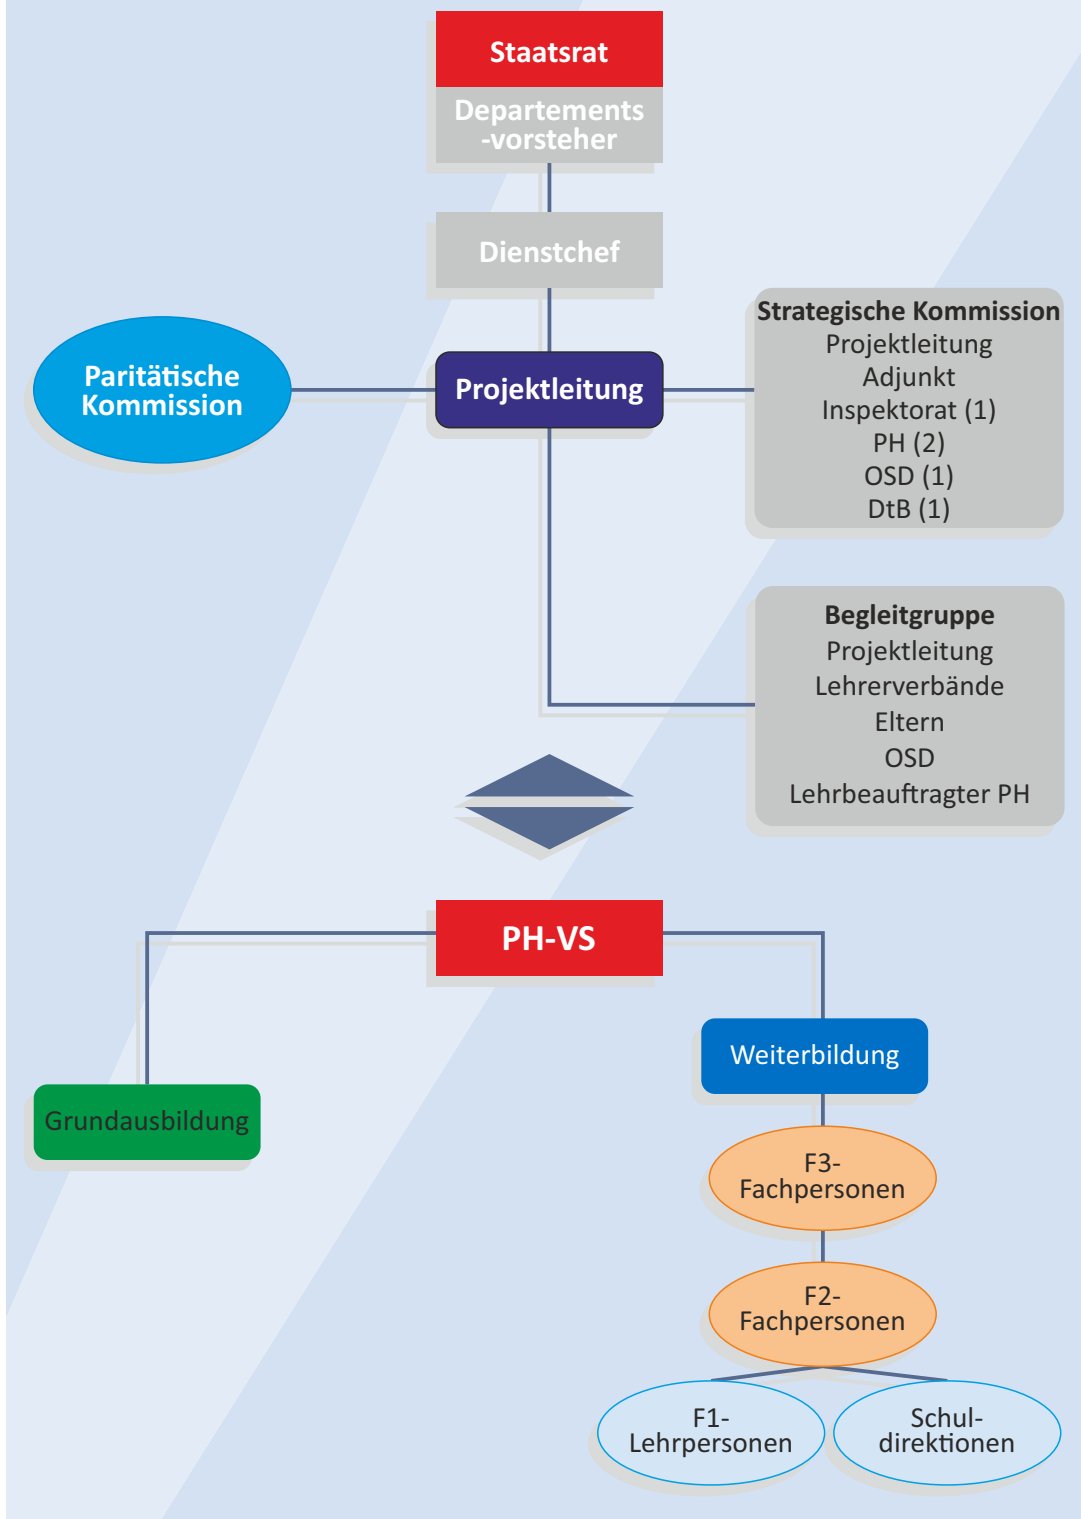 Staatsrat
Departements
-vorsteher
Dienstchef
Paritätische
Kommission
Projektleitung
Strategische Kommission
Projektleitung
Adjunkt
Inspektorat (1)
PH (2)
OSD (1)
DtB (1)
Begleitgruppe
Projektleitung
Lehrerverbände
Eltern
OSD
Lehrbeauftragter PH
PH-VS
Grundausbildung
Weiterbildung
F3-
Fachpersonen
F2-
Fachpersonen
F1-
Lehrpersonen
Schul-
direktionen